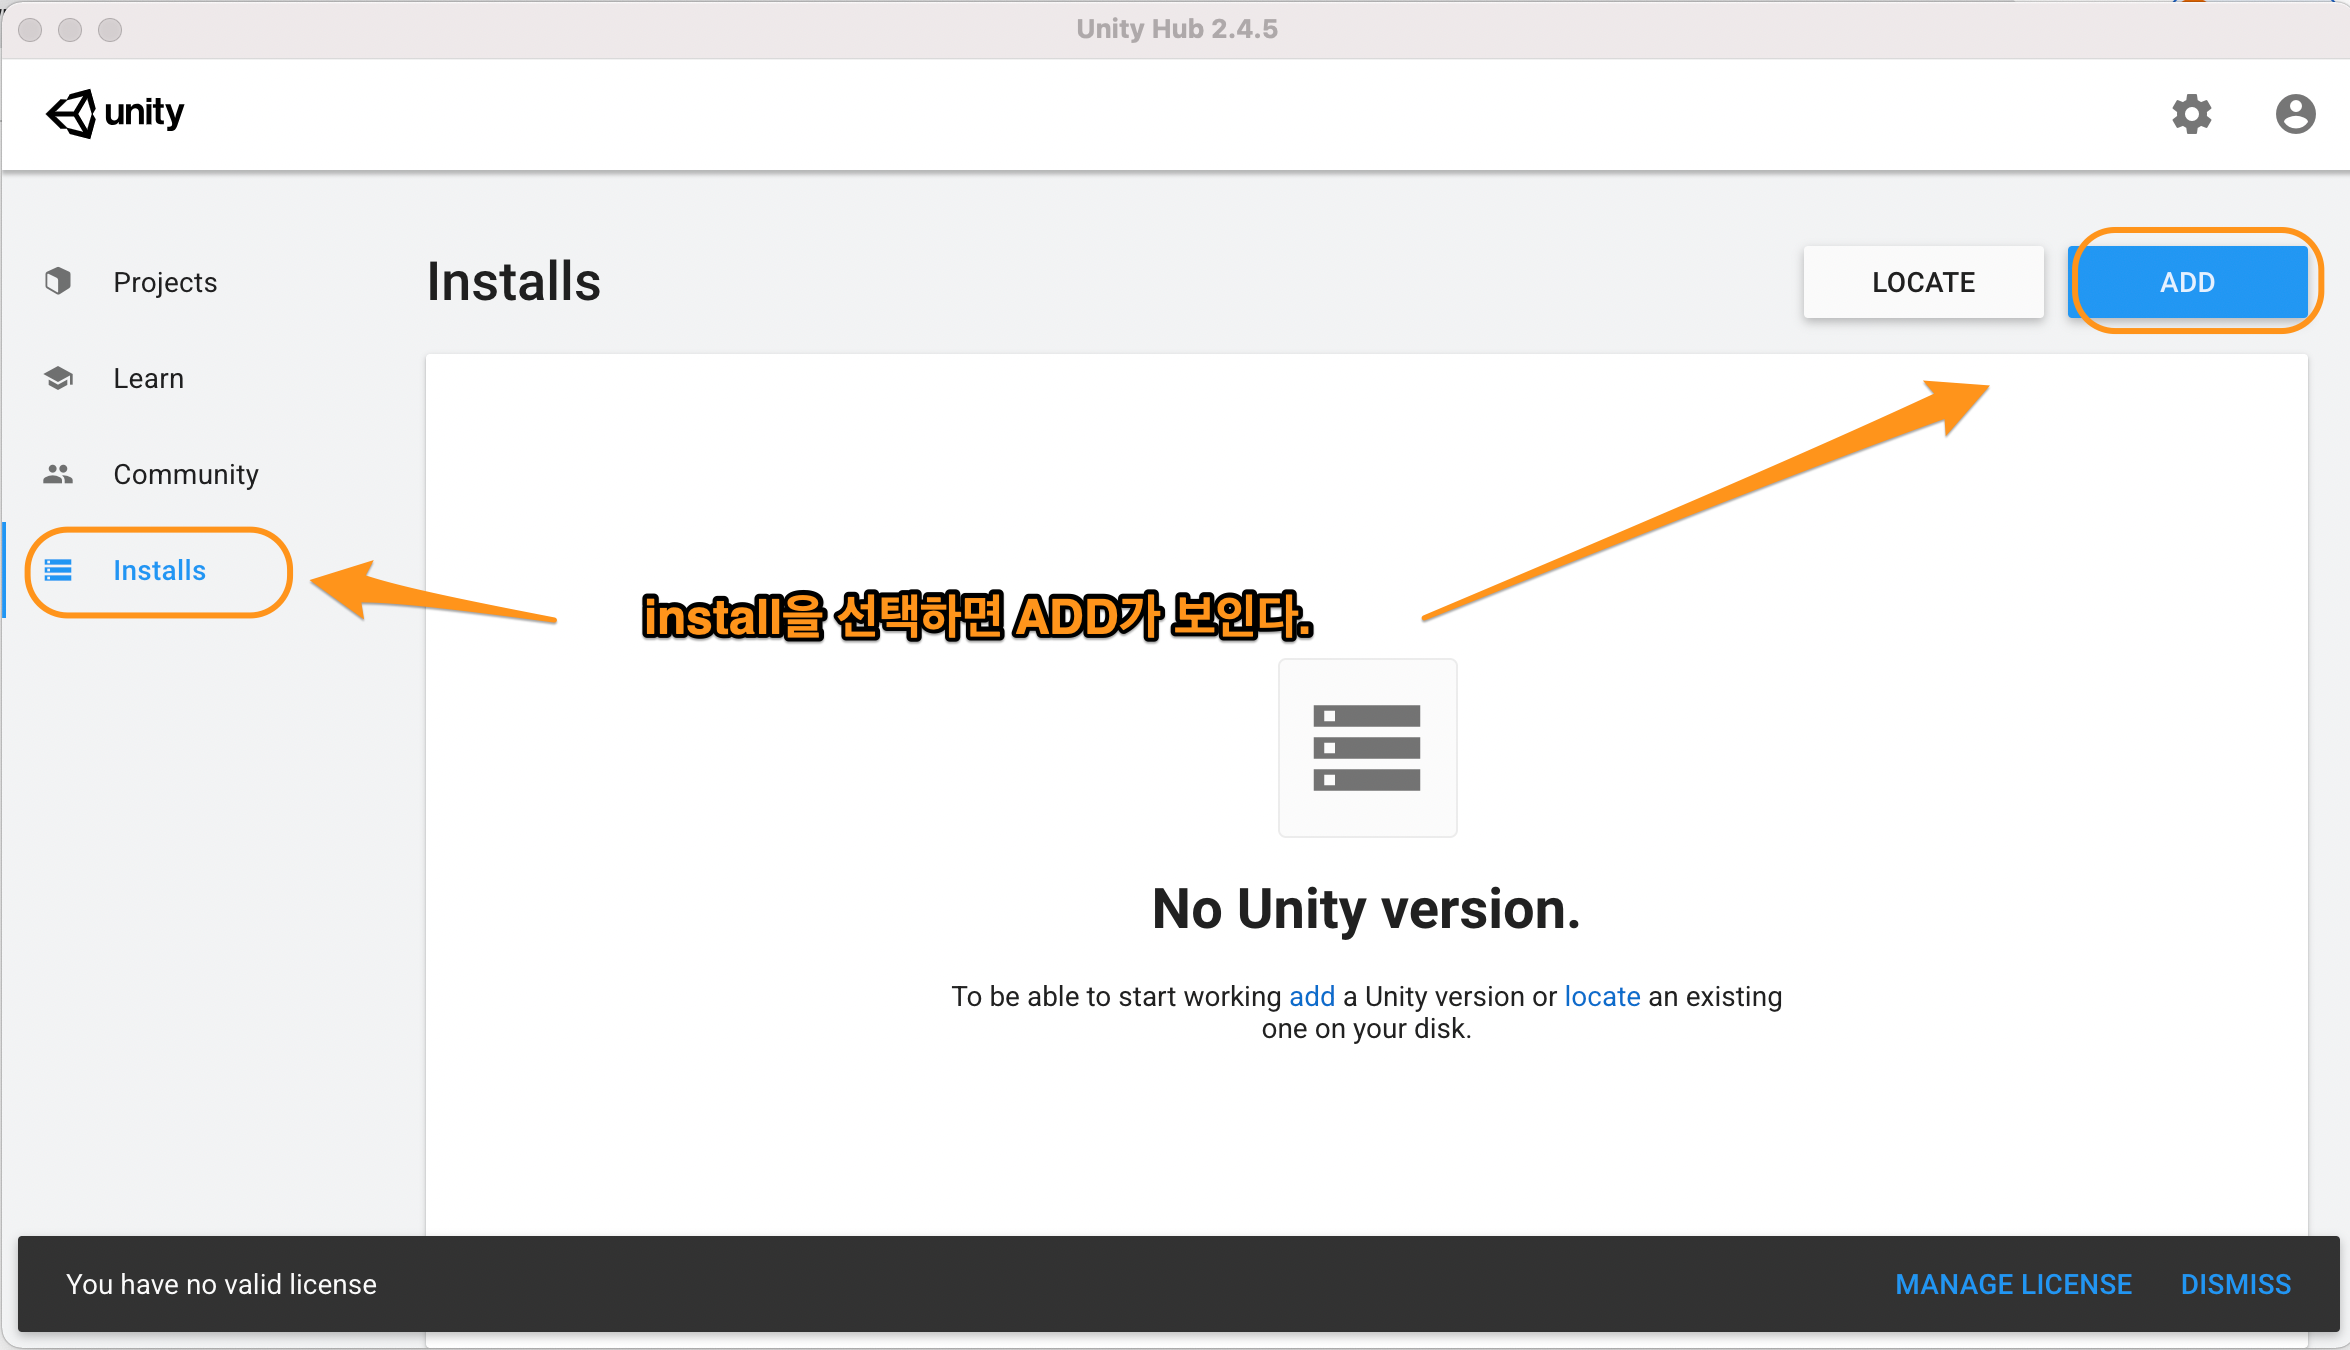 Unity Hub 2.4.5
unity
Projects
Learn
Community
Installs
Installs
LOCATE
ADD
install을 선택하면 ADD가 보인다.
No Unity version.
To be able to start working add a Unity version or locate an existing
one on your disk.
You have no valid license
MANAGE LICENSE
DISMISS